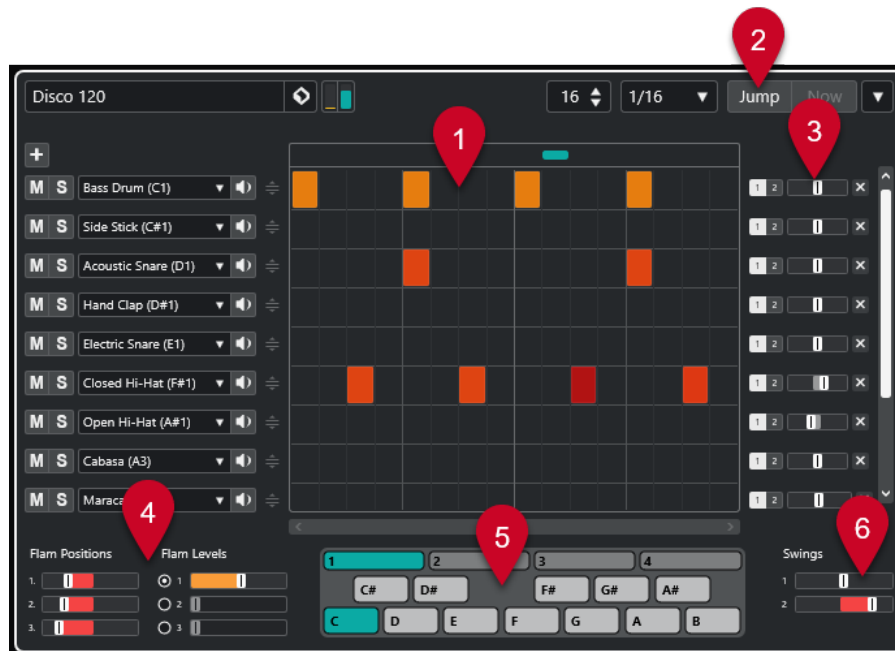 2
Disco 120 16 1/16 Jump Now
1 3
+
M S Bass Drum (C1) 1 2 X
M S Side Stick (C#1) 1 2 X
M S Acoustic Snare (D1) 1 2 X
M S Hand Clap (D#1) 1 2 X
M S Electric Snare (E1) 1 2 X
M S Closed Hi-Hat (F#1) 1 2 X
M S Open Hi-Hat (A#1) 1 2 X
M S Cabasa (A3) 1 2 X
M S 1 2
4 5 6
Flam Positions Flam Levels 1 2 3 4 Swings
1. 1 C# D# F# G# A# 1
2. 2 C D E F G A B 2
3. 3